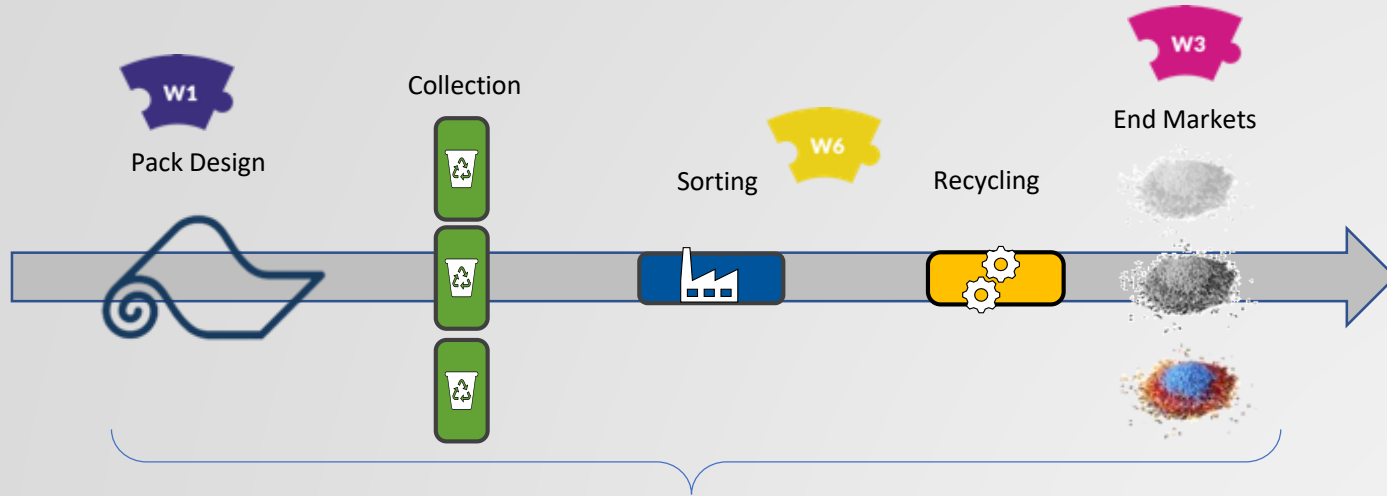 W1
Pack Design
Collection
Sorting
W6
Recycling
W3
End Markets